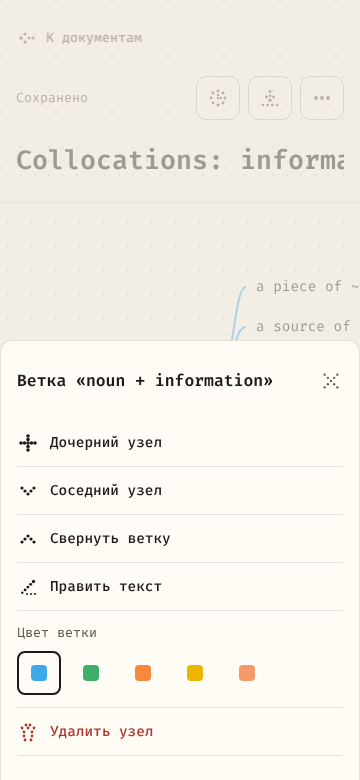 К документам
Сохранено
Collocations: informa
a piece of ~
a source of
Ветка «noun + information»
Дочерний узел
Соседний узел
Свернуть ветку
Править текст
Цвет ветки
Удалить узел